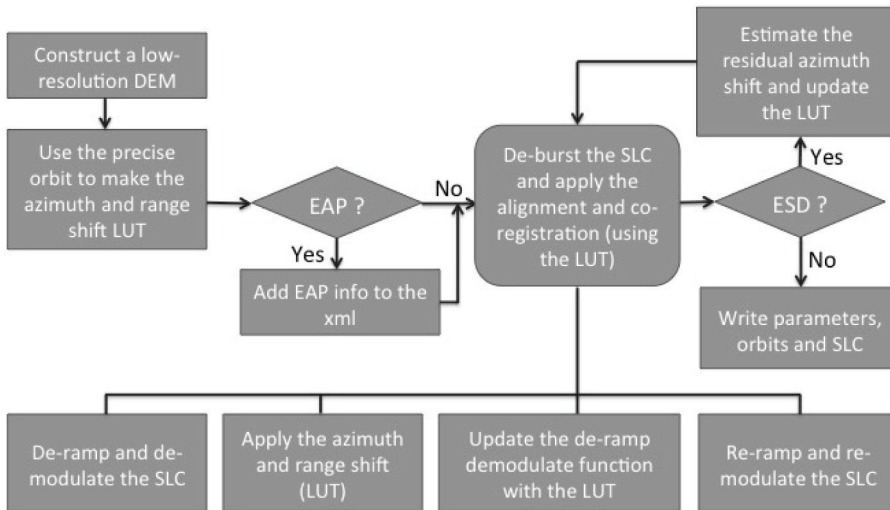 Construct a low-
resolution DEM
Use the precise
orbit to make the
azimuth and range
shift LUT
EAP ?
No
Yes
Add EAP info to the
xml
De-burst the SLC
and apply the
alignment and co-
registration (using
the LUT)
Estimate the
residual azimuth
shift and update
the LUT
Yes
ESD ?
No
Write parameters,
orbits and SLC
De-ramp and de-
modulate the SLC
Apply the azimuth
and range shift
(LUT)
Update the de-ramp
demodulate function
with the LUT
Re-ramp and re-
modulate the SLC